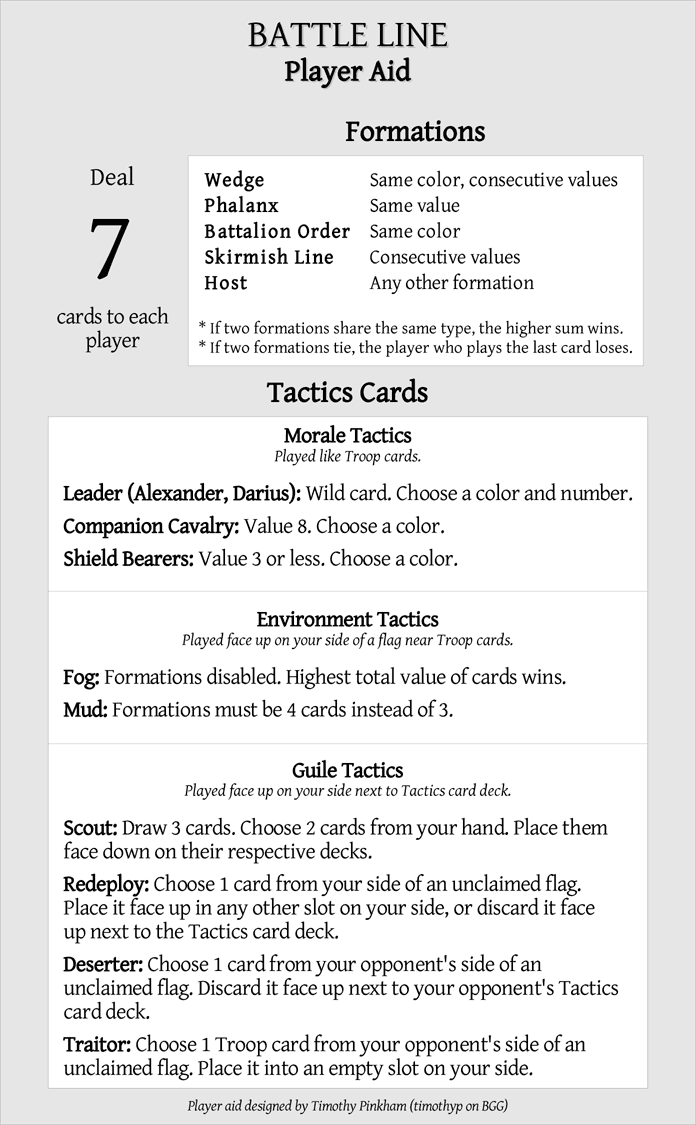 BATTLE LINE
Player Aid
Formations
Deal
7
cards to each
player
Wedge Same color, consecutive values
Phalanx Same value
Battalion Order Same color
Skirmish Line Consecutive values
Host Any other formation
* If two formations share the same type, the higher sum wins.
* If two formations tie, the player who plays the last card loses.
Tactics Cards
Morale Tactics
Played like Troop cards.
Leader (Alexander, Darius): Wild card. Choose a color and number.
Companion Cavalry: Value 8. Choose a color.
Shield Bearers: Value 3 or less. Choose a color.
Environment Tactics
Played face up on your side of a flag near Troop cards.
Fog: Formations disabled. Highest total value of cards wins.
Mud: Formations must be 4 cards instead of 3.
Guile Tactics
Played face up on your side next to Tactics card deck.
Scout: Draw 3 cards. Choose 2 cards from your hand. Place them
face down on their respective decks.
Redeploy: Choose 1 card from your side of an unclaimed flag.
Place it face up in any other slot on your side, or discard it face
up next to the Tactics card deck.
Deserter: Choose 1 card from your opponent's side of an
unclaimed flag. Discard it face up next to your opponent's Tactics
card deck.
Traitor: Choose 1 Troop card from your opponent's side of an
unclaimed flag. Place it into an empty slot on your side.
Player aid designed by Timothy Pinkham (timothyp on BGG)